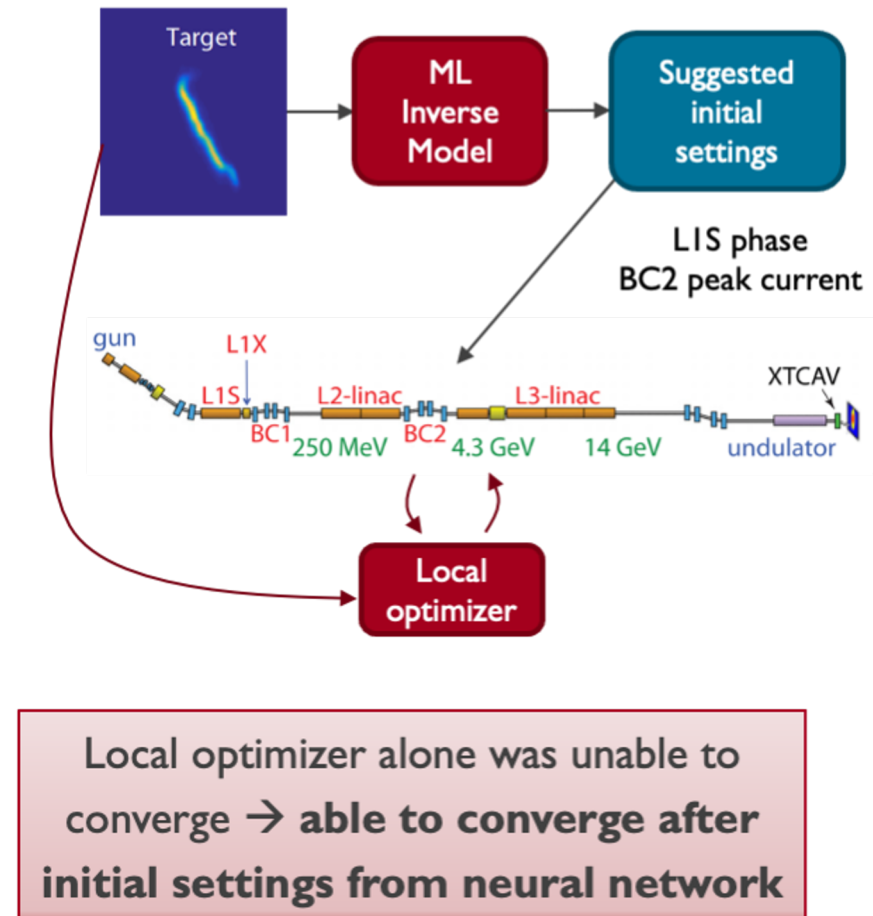 Target
ML
Inverse
Model
Suggested
initial
settings
L1S phase
BC2 peak current
gun
L1X
XTCAV
L1S
L2-linac
L3-linac
BC1
250 MeV
BC2
4.3 GeV
14 GeV
undulator
Local
optimizer
Local optimizer alone was unable to
converge → able to converge after
initial settings from neural network